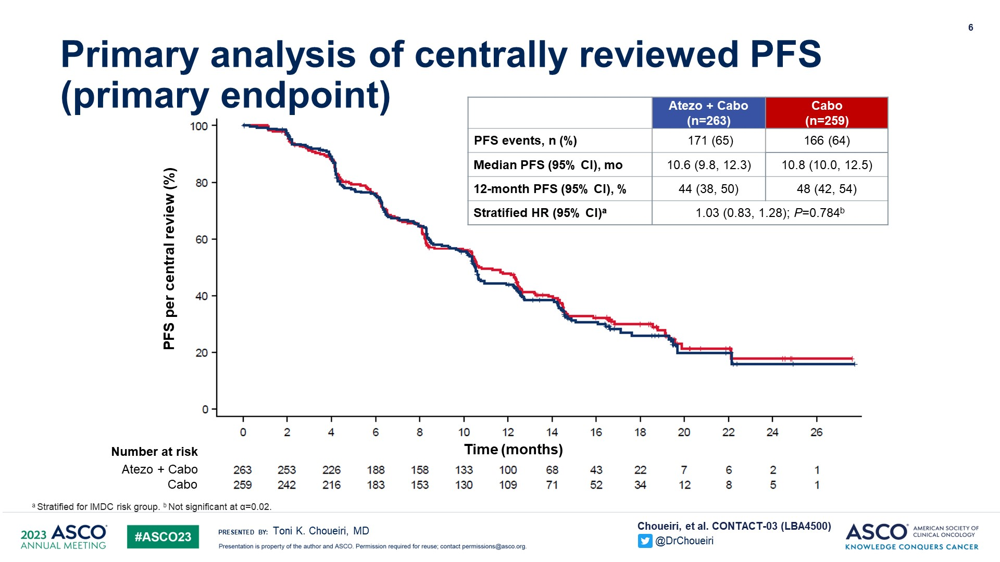 6
Primary analysis of centrally reviewed PFS
(primary endpoint)
Atezo + Cabo
(n=263)
Cabo
(n=259)
PFS events, n (%)
171 (65)
166 (64)
Median PFS (95% CI), mo
10.6 (9.8, 12.3)
10.8 (10.0, 12.5)
12-month PFS (95% CI), %
44 (38, 50)
48 (42, 54)
Stratified HR (95% CI)ᵃ
1.03 (0.83, 1.28); P=0.784ᵇ
PFS per central review (%)
100
80
60
40
20
0
0 2 4 6 8 10 12 14 16 18 20 22 24 26
Time (months)
Number at risk
Atezo + Cabo 263 253 226 188 158 133 100 68 43 22 7 6 2 1
Cabo 259 242 216 183 153 130 109 71 52 34 12 8 5 1
ᵃ Stratified for IMDC risk group. ᵇ Not significant at α=0.02.
2023 ASCO
ANNUAL MEETING
#ASCO23
PRESENTED BY: Toni K. Choueiri, MD
Presentation is property of the author and ASCO. Permission required for reuse; contact permissions@asco.org.
Choueiri, et al. CONTACT-03 (LBA4500)
@DrChoueiri
ASCO AMERICAN SOCIETY OF
CLINICAL ONCOLOGY
KNOWLEDGE CONQUERS CANCER